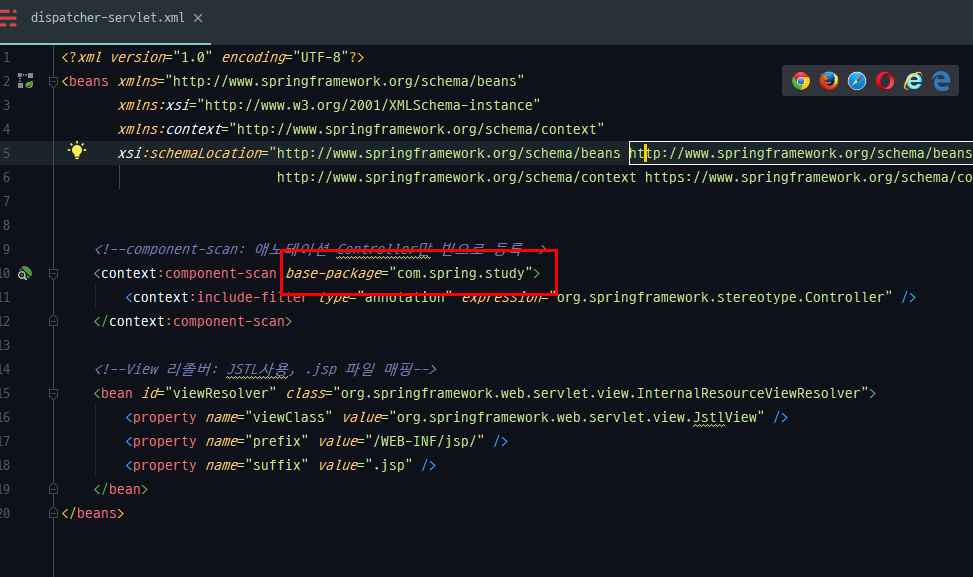 dispatcher-servlet.xml ×
1 <?xml version="1.0" encoding="UTF-8"?>
2 <beans xmlns="http://www.springframework.org/schema/beans"
3 xmlns:xsi="http://www.w3.org/2001/XMLSchema-instance"
4 xmlns:context="http://www.springframework.org/schema/context"
5 xsi:schemaLocation="http://www.springframework.org/schema/beans http://www.springframework.org/schema/beans
6 http://www.springframework.org/schema/context https://www.springframework.org/schema/co
7
8
9 <!--component-scan: 애노테이션 Controller만 빈으로 등록-->
10 <context:component-scan base-package="com.spring.study">
11 <context:include-filter type="annotation" expression="org.springframework.stereotype.Controller" />
12 </context:component-scan>
13
14 <!--View 리졸버: JSTL사용, .jsp 파일 매핑-->
15 <bean id="viewResolver" class="org.springframework.web.servlet.view.InternalResourceViewResolver">
16 <property name="viewClass" value="org.springframework.web.servlet.view.JstlView" />
17 <property name="prefix" value="/WEB-INF/jsp/" />
18 <property name="suffix" value=".jsp" />
19 </bean>
20 </beans>